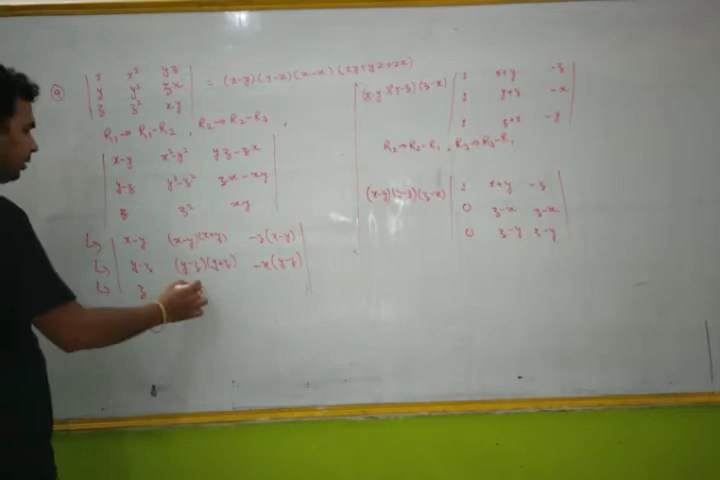 (9) | x x² yz | = (x-y)(y-z)(z-x)(xy+yz+zx)
| y y² zx |
| z z² xy |
R₁ → R₁-R₂ , R₂ → R₂-R₃ ,
| x-y x²-y² yz-zx |
| y-z y²-z² zx-xy |
| z z² xy |
↳ | x-y (x-y)(x+y) -z(x-y) |
↳ | y-z (y-z)(y+z) -x(y-z) |
↳ | z
(x-y)(y-z)(z-x) | 1 x+y -z |
| 1 y+z -x |
| 1 z+x -y |
R₂ → R₂-R₁ , R₃ → R₃-R₁
(x-y)(y-z)(z-x) | 1 x+y -z |
| 0 z-x z-x |
| 0 z-y z-y |